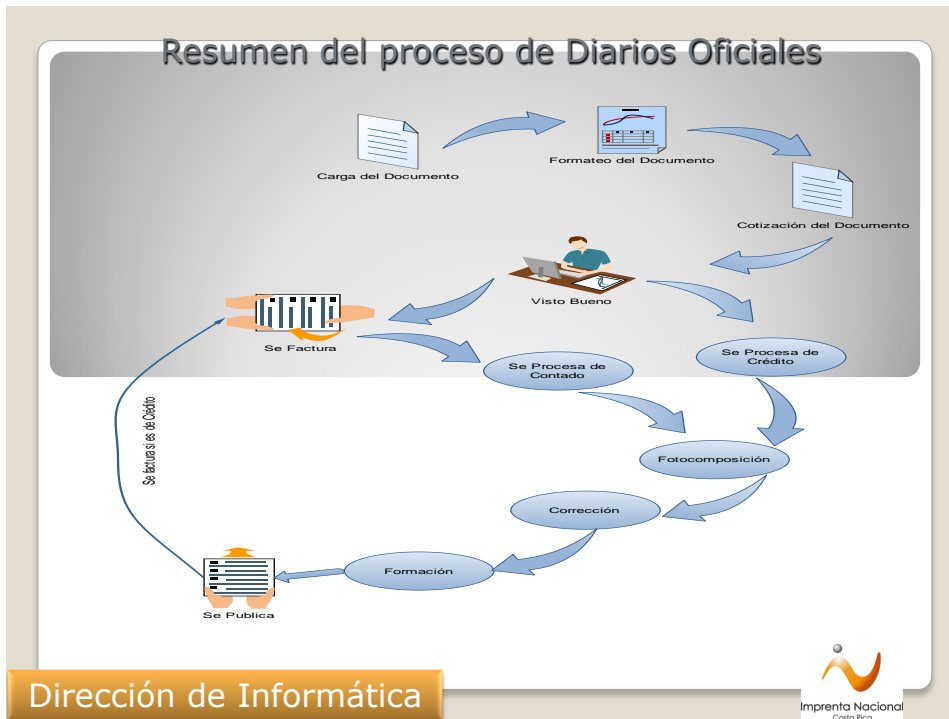 Resumen del proceso de Diarios Oficiales
Carga del Documento
Formateo del Documento
Cotización del Documento
Visto Bueno
Se Factura
Se Procesa de
Contado
Se Procesa de
Crédito
Fotocomposición
Corrección
Formación
Se Publica
Se factura si es de Crédito
Dirección de Informática
Imprenta Nacional
Costa Rica